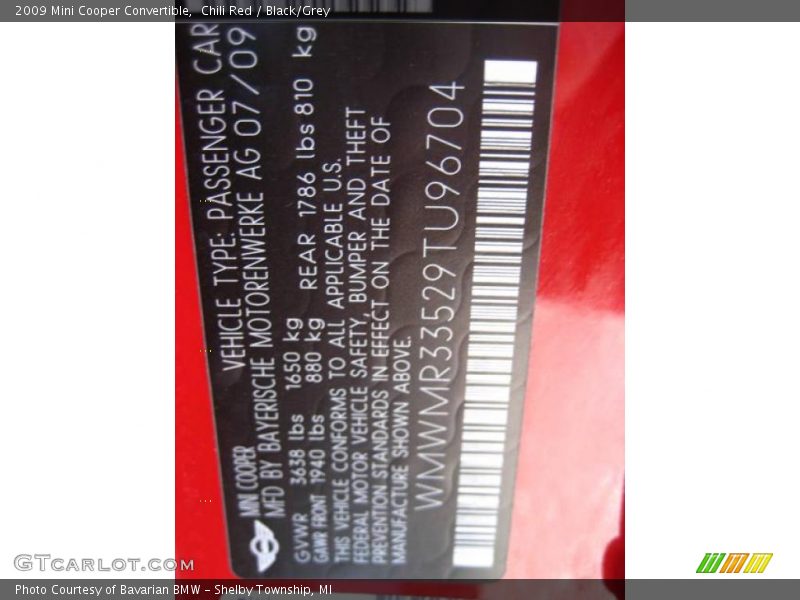 2009 Mini Cooper Convertible,  Chili Red / Black/Grey
VEHICLE TYPE: PASSENGER CAR
MINI COOPER
MFD BY BAYERISCHE MOTORENWERKE AG 07/09
GVWR 3638 lbs 1650 kg
GAWR FRONT 1940 lbs 880 kg REAR 1786 lbs 810 kg
THIS VEHICLE CONFORMS TO ALL APPLICABLE U.S.
FEDERAL MOTOR VEHICLE SAFETY, BUMPER AND THEFT
PREVENTION STANDARDS IN EFFECT ON THE DATE OF
MANUFACTURE SHOWN ABOVE.
WMWMR33529TU96704
GTCarLot.com
Photo Courtesy of Bavarian BMW - Shelby Township, MI